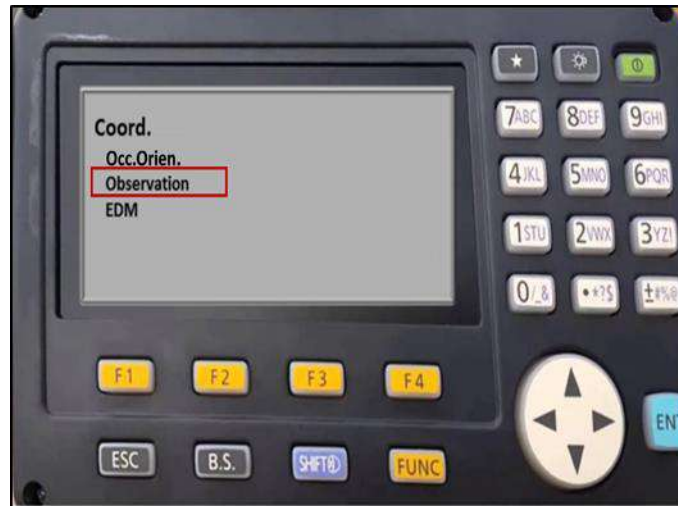 Coord.
Occ.Orien.
Observation
EDM
★
7ABC 8DEF 9GHI
4JKL 5MNO 6PQR
1STU 2VWX 3YZ!
0/_& •*?$ ±#%@
F1 F2 F3 F4
ESC B.S. SHIFT FUNC